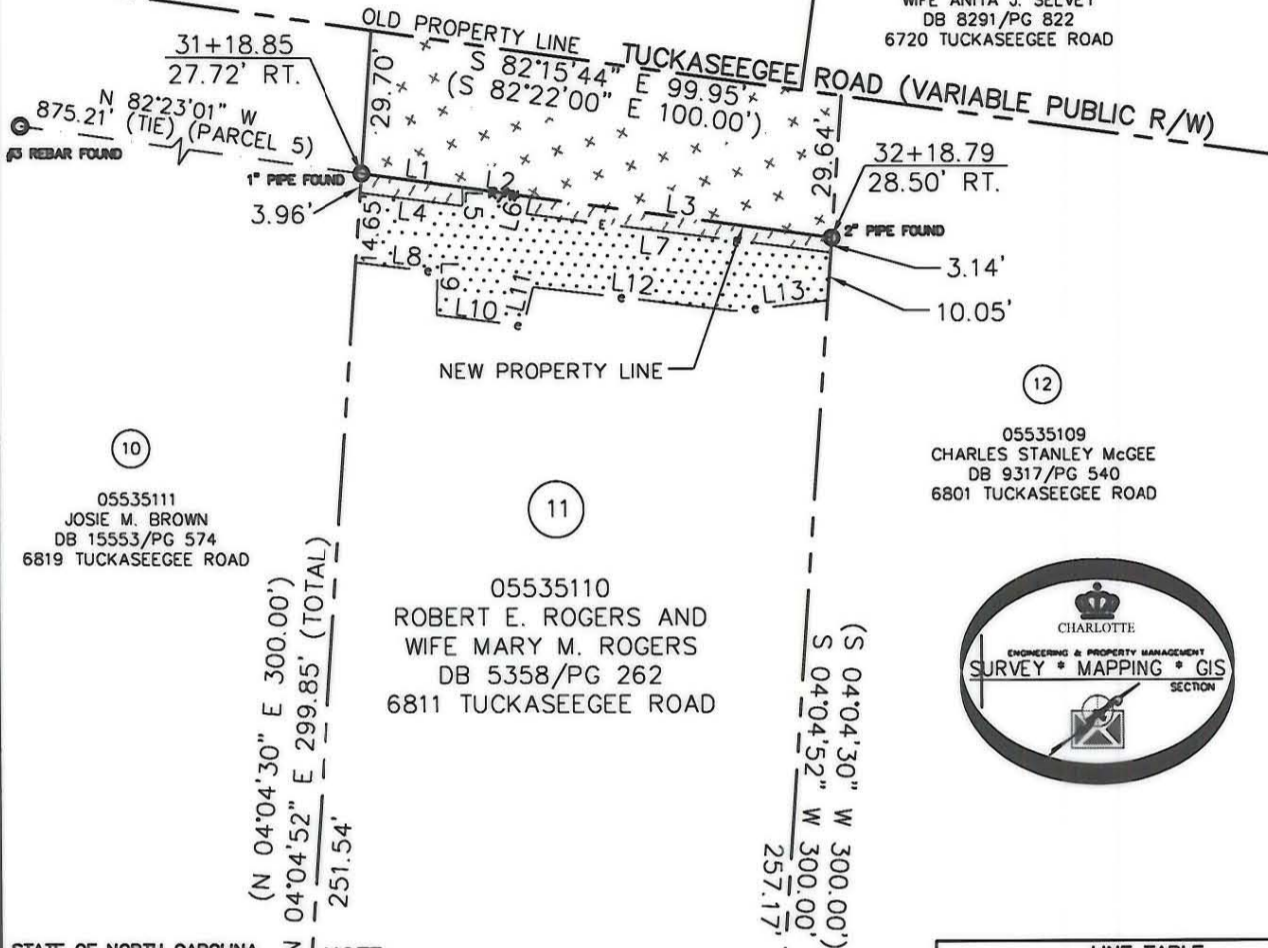 WIFE ANITA J. SELVEY
DB 8291/PG 822
6720 TUCKASEEGEE ROAD
OLD PROPERTY LINE
TUCKASEEGEE ROAD (VARIABLE PUBLIC R/W)
31+18.85
27.72' RT.
29.70'
S 82°15'44" E 99.95'
(S 82°22'00" E 100.00')
N 82°23'01" W
875.21' (TIE) (PARCEL 5)
REBAR FOUND
1" PIPE FOUND
3.96'
14.65'
L1
L2
L3
L4
L5
L6
L7
L8
L9
L10
L11
L12
L13
29.64'
32+18.79
28.50' RT.
2" PIPE FOUND
3.14'
10.05'
NEW PROPERTY LINE
10
05535111
JOSIE M. BROWN
DB 15553/PG 574
6819 TUCKASEEGEE ROAD
11
05535110
ROBERT E. ROGERS AND
WIFE MARY M. ROGERS
DB 5358/PG 262
6811 TUCKASEEGEE ROAD
12
05535109
CHARLES STANLEY McGEE
DB 9317/PG 540
6801 TUCKASEEGEE ROAD
CHARLOTTE
ENGINEERING & PROPERTY MANAGEMENT
SURVEY * MAPPING * GIS
SECTION
(N 04°04'30" E 300.00')
N 04°04'52" E 299.85' (TOTAL)
251.54'
(S 04°04'30" W 300.00')
S 04°04'52" W 300.00'
257.17'
STATE OF NORTH CAROLINA
LINE TABLE